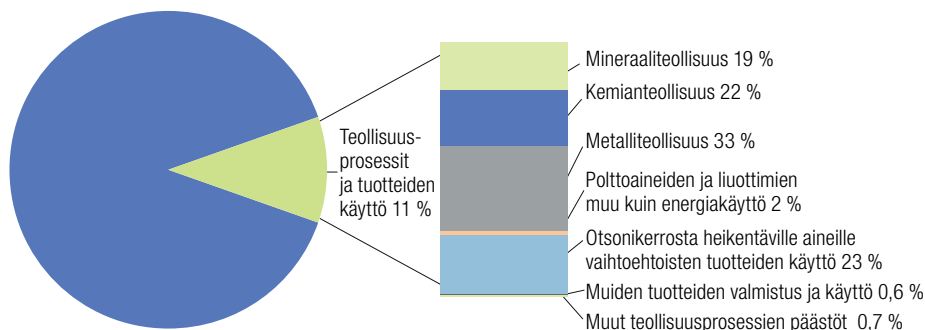 Teollisuus-
prosessit
ja tuotteiden
käyttö 11 %
Mineraaliteollisuus 19 %
Kemianteollisuus 22 %
Metalliteollisuus 33 %
Polttoaineiden ja liuottimien
muu kuin energiakäyttö 2 %
Otsonikerrosta heikentäville aineille
vaihtoehtoisten tuotteiden käyttö 23 %
Muiden tuotteiden valmistus ja käyttö 0,6 %
Muut teollisuusprosessien päästöt 0,7 %